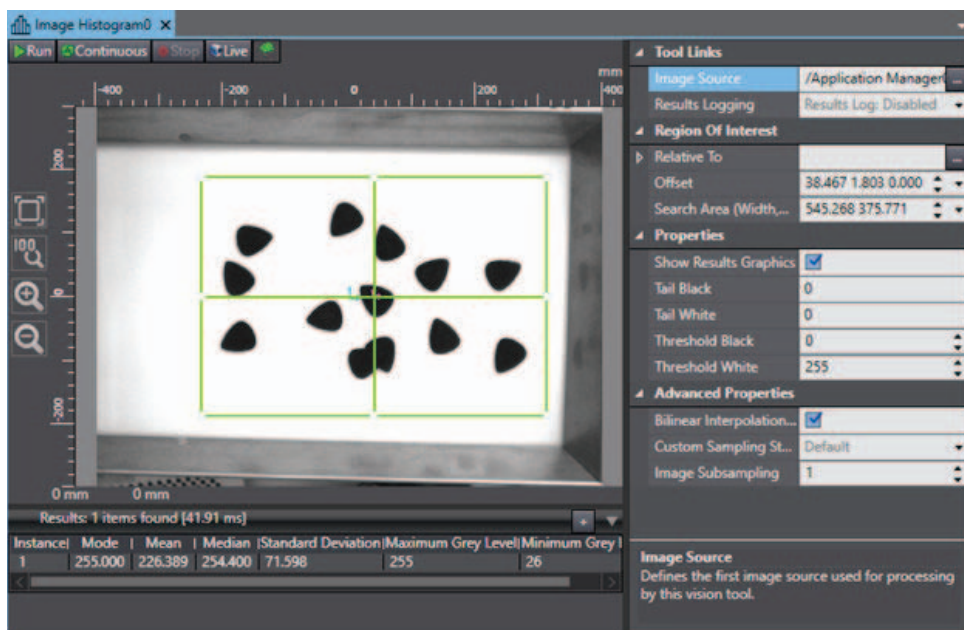 Image Histogram0
Run Continuous Stop Live
mm
-400 -200 0 200 400
200
0
-200
100
1
0 mm 0 mm
Results: 1 items found [41.91 ms]
Instance Mode Mean Median Standard Deviation Maximum Grey Level Minimum Grey
1 255.000 226.389 254.400 71.598 255 26
Tool Links
Image Source /Application Manager
Results Logging Results Log: Disabled
Region Of Interest
Relative To
Offset 38.467 1.803 0.000
Search Area (Width,... 545.268 375.771
Properties
Show Results Graphics
Tail Black 0
Tail White 0
Threshold Black 0
Threshold White 255
Advanced Properties
Bilinear Interpolation...
Custom Sampling St... Default
Image Subsampling 1
Image Source
Defines the first image source used for processing
by this vision tool.